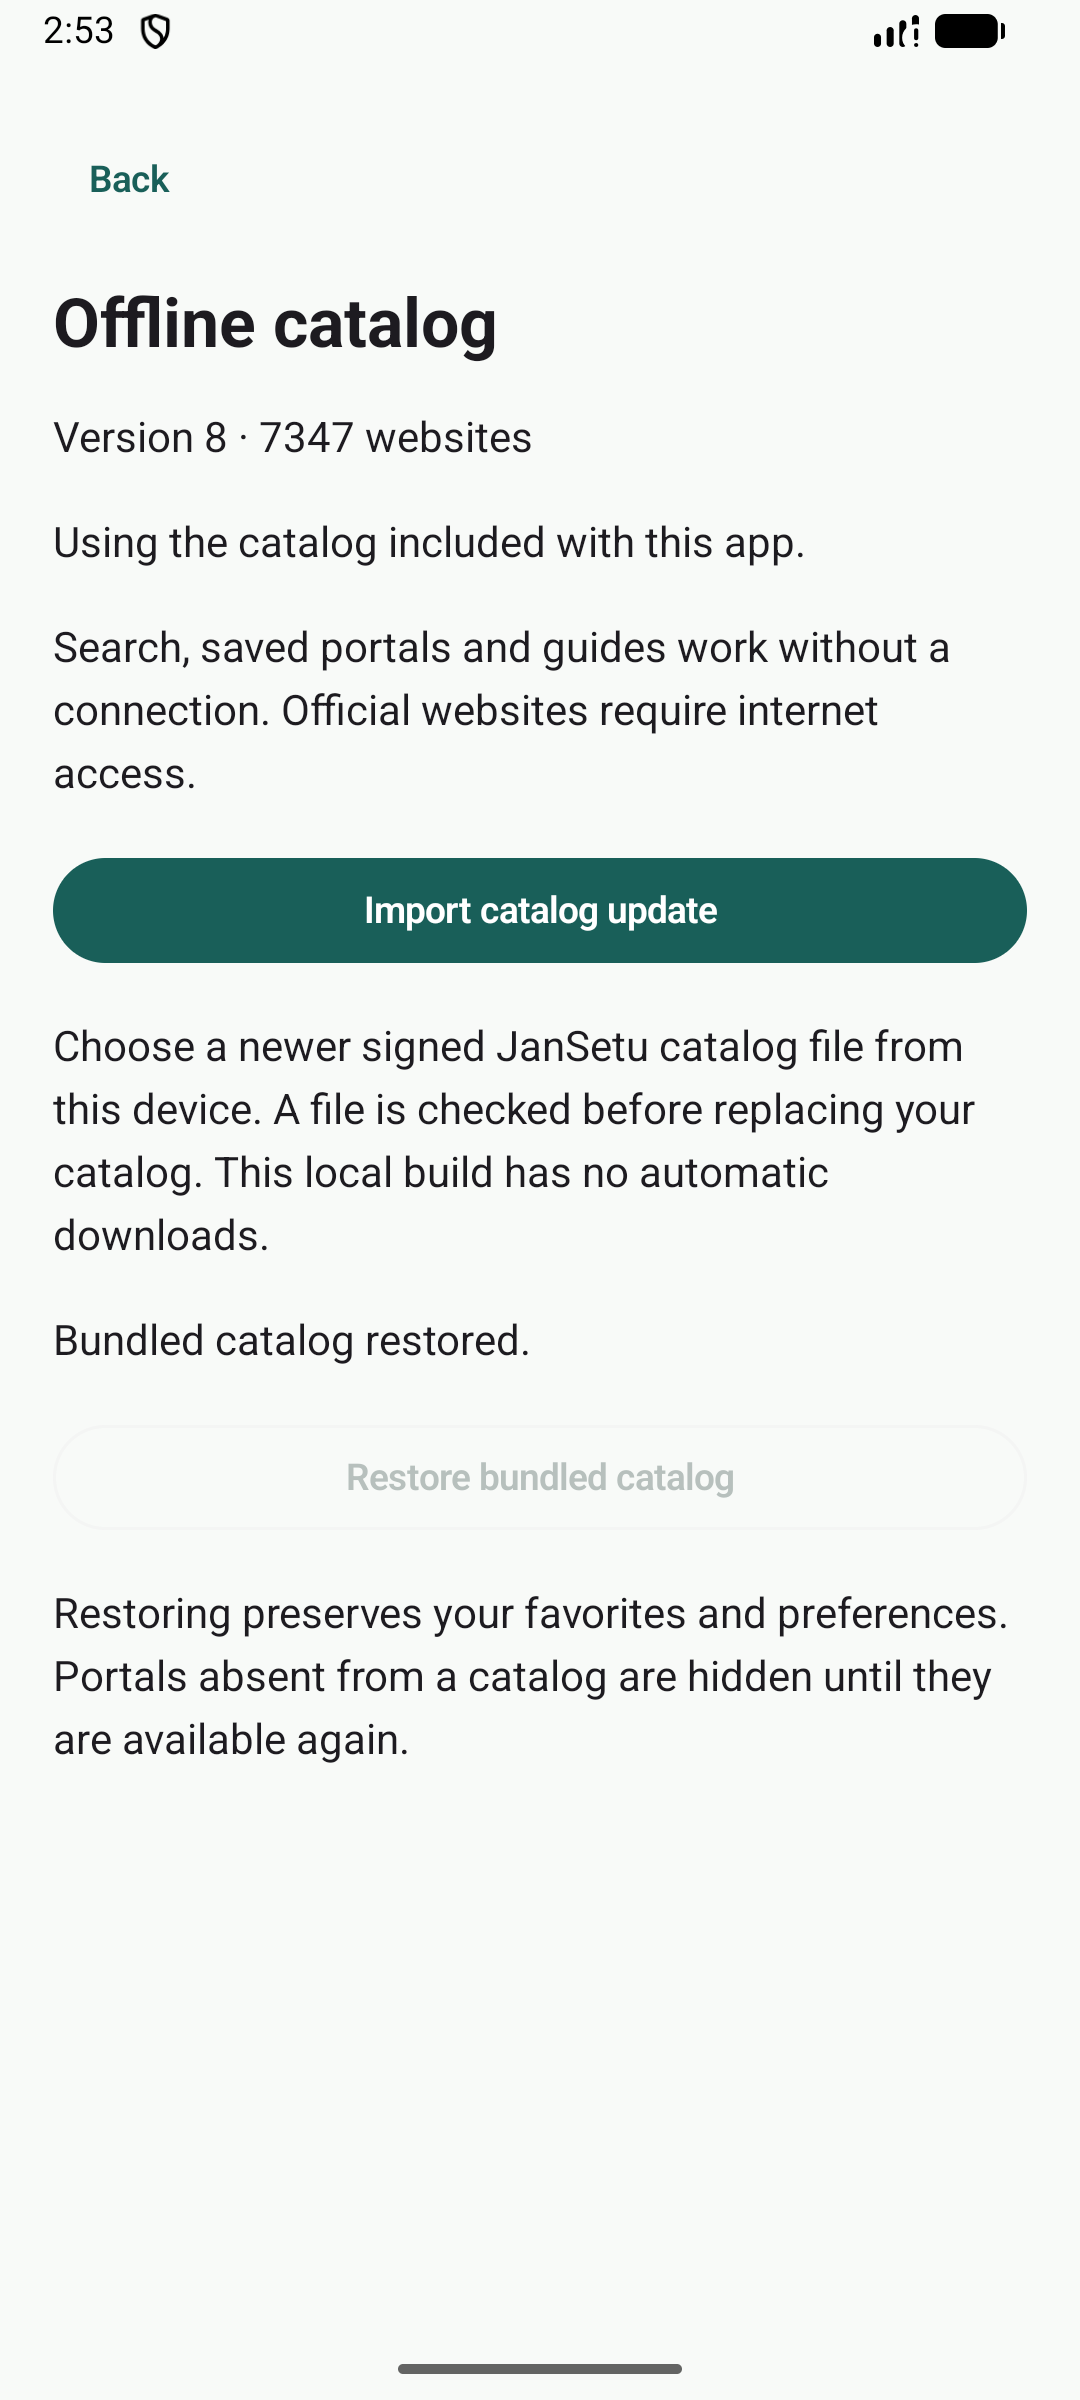 2:53
Back
Offline catalog
Version 8 · 7347 websites
Using the catalog included with this app.
Search, saved portals and guides work without a
connection. Official websites require internet
access.
Import catalog update
Choose a newer signed JanSetu catalog file from
this device. A file is checked before replacing your
catalog. This local build has no automatic
downloads.
Bundled catalog restored.
Restore bundled catalog
Restoring preserves your favorites and preferences.
Portals absent from a catalog are hidden until they
are available again.